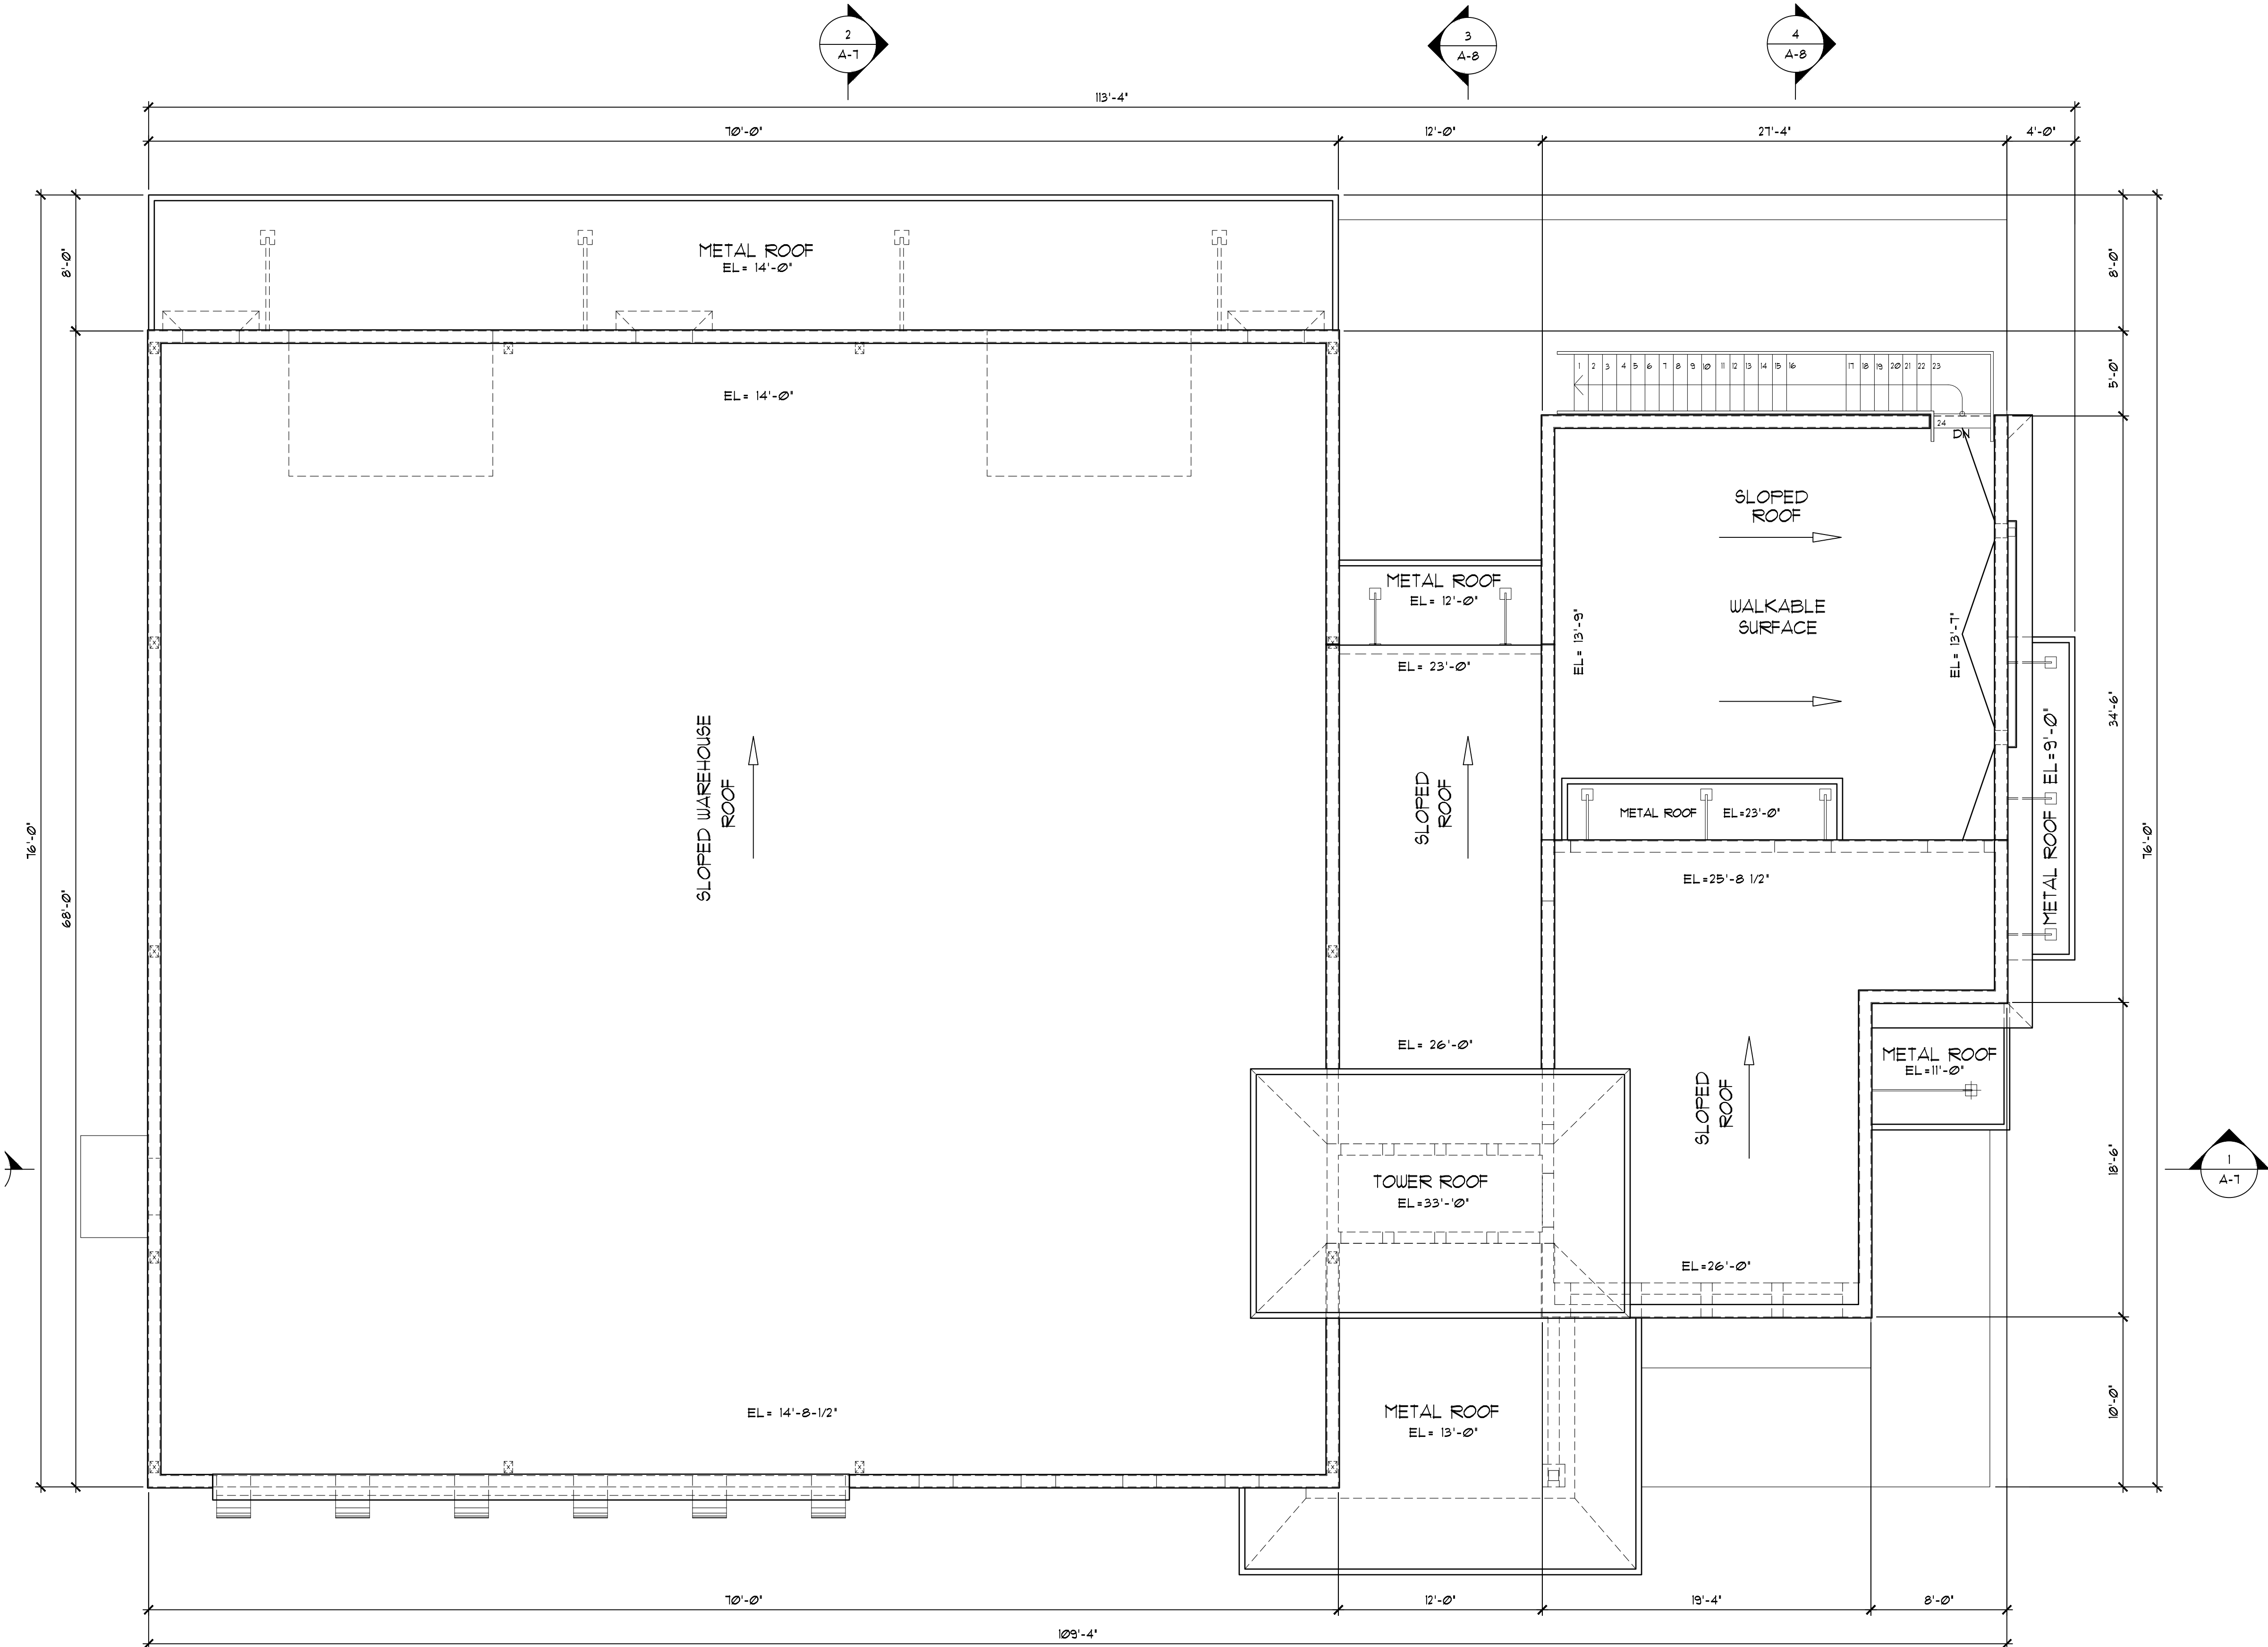 2
A-7
3
A-8
4
A-8
113'-4"
70'-0"
12'-0"
27'-4"
4'-0"
8'-0"
METAL ROOF
EL= 14'-0"
8'-0"
EL= 14'-0"
5'-0"
1 2 3 4 5 6 7 8 9 10 11 12 13 14 15 16 17 18 19 20 21 22 23
24
DN
SLOPED
ROOF
METAL ROOF
EL= 12'-0"
WALKABLE
SURFACE
EL= 13'-9"
EL= 13'-7"
EL= 23'-0"
34'-6"
METAL ROOF EL=9'-0"
SLOPED WAREHOUSE
ROOF
SLOPED
ROOF
METAL ROOF EL=23'-0"
76'-0"
76'-0"
68'-0"
EL=25'-8 1/2"
EL= 26'-0"
METAL ROOF
EL=11'-0"
SLOPED
ROOF
TOWER ROOF
EL=33'-'0"
18'-6"
1
A-7
EL=26'-0"
EL= 14'-8-1/2"
METAL ROOF
EL= 13'-0"
10'-0"
70'-0"
12'-0"
19'-4"
8'-0"
109'-4"